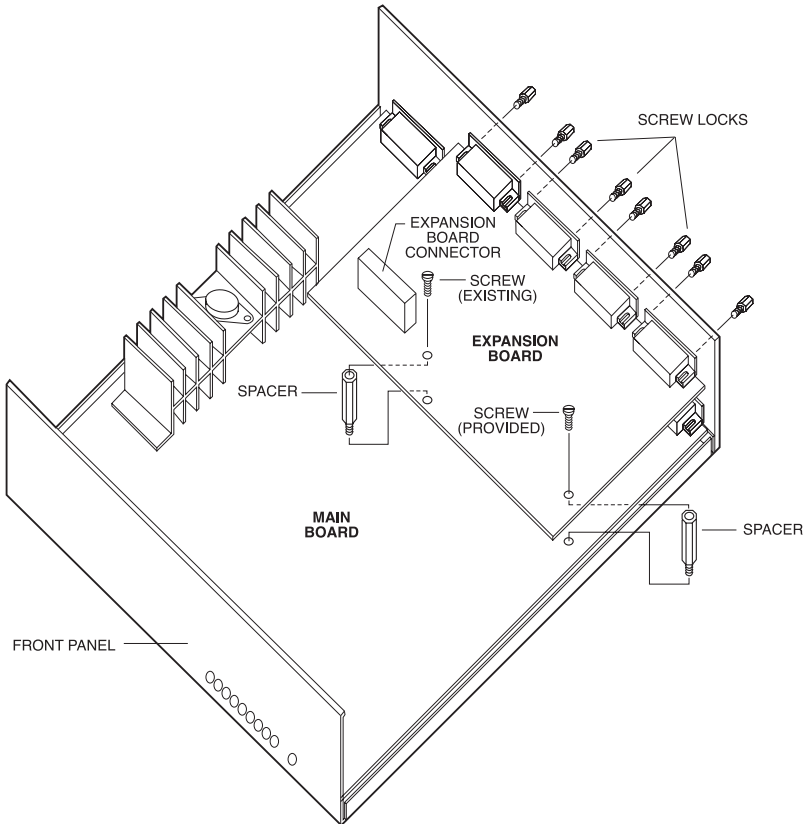 SCREW LOCKS
EXPANSION
BOARD
CONNECTOR
SCREW
(EXISTING)
EXPANSION
BOARD
SPACER
SCREW
(PROVIDED)
MAIN
BOARD
SPACER
FRONT PANEL